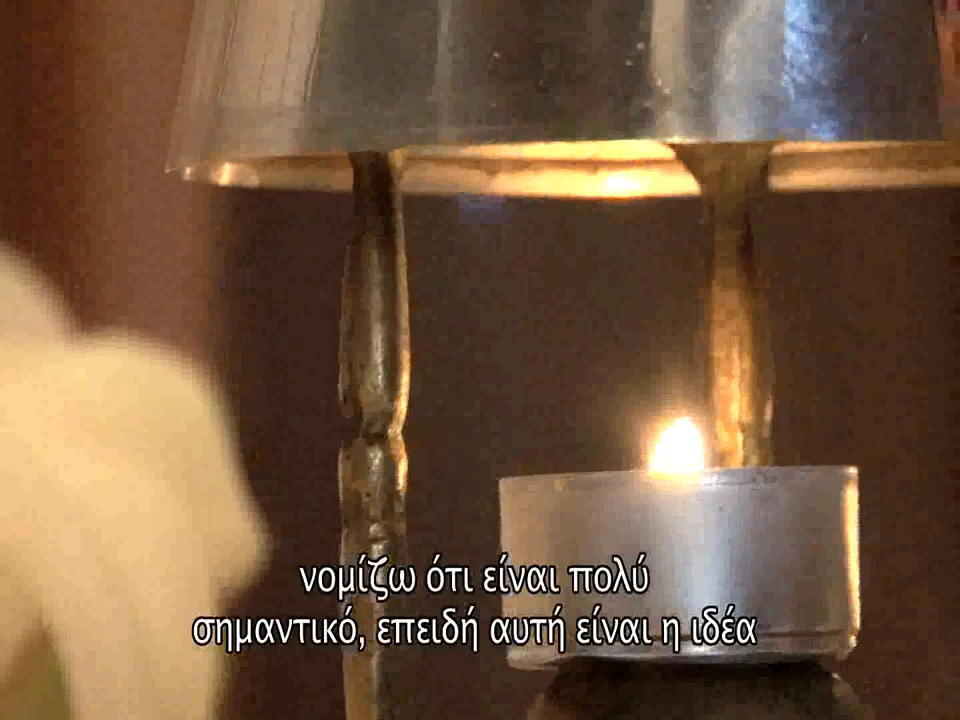 νομίζω ότι είναι πολύ
σημαντικό, επειδή αυτή είναι η ιδέα